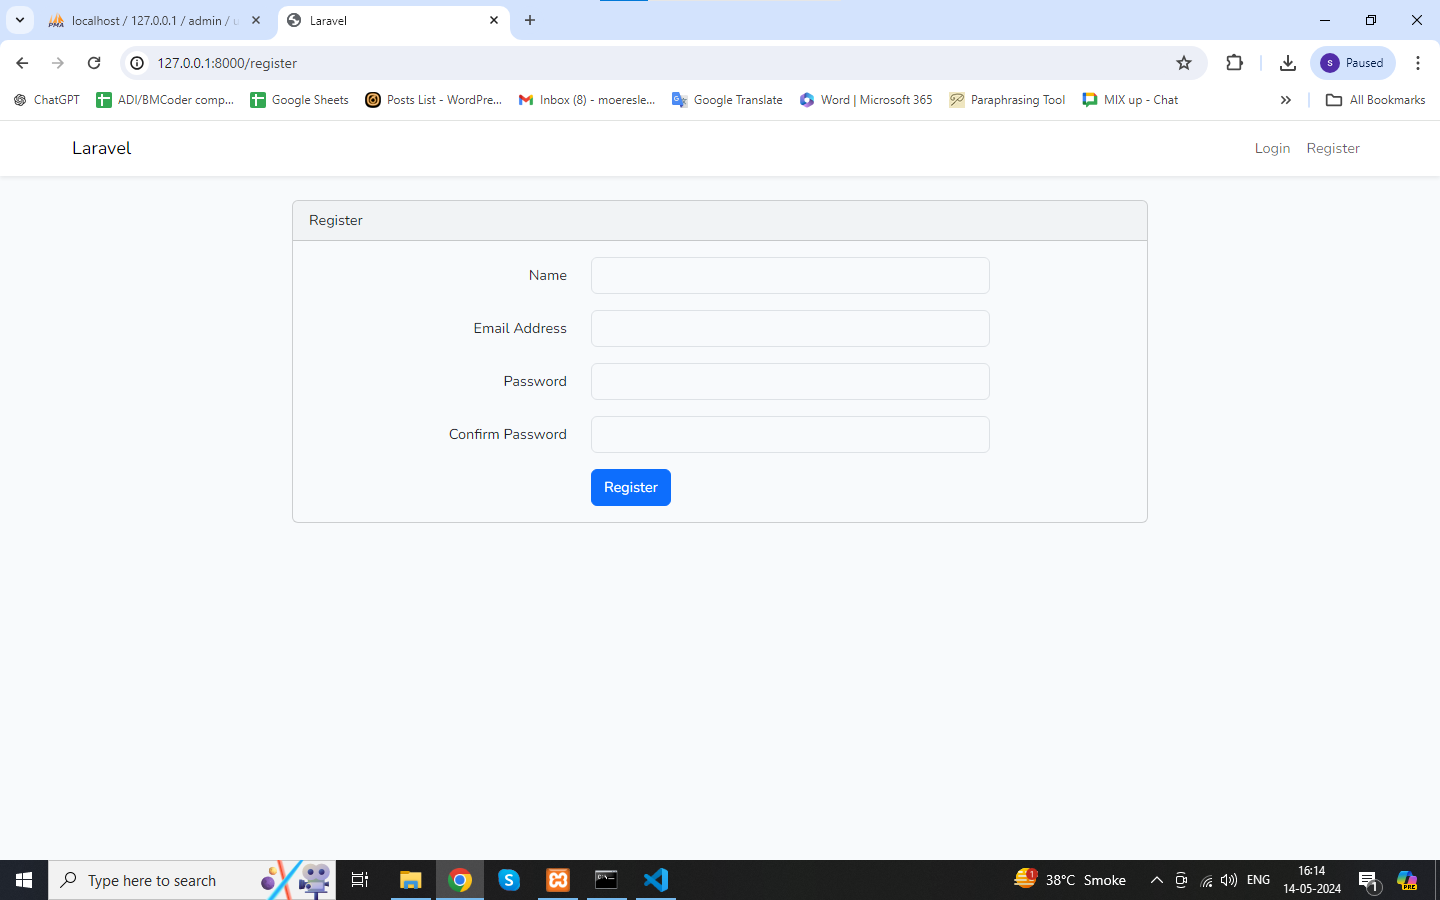 localhost / 127.0.0.1 / admin / u
Laravel
127.0.0.1:8000/register
S Paused
ChatGPT
ADI/BMCoder comp...
Google Sheets
Posts List - WordPre...
Inbox (8) - moeresle...
Google Translate
Word | Microsoft 365
Paraphrasing Tool
MIX up - Chat
All Bookmarks
Laravel
Login
Register
Register
Name
Email Address
Password
Confirm Password
Register
Type here to search
1
38°C Smoke
ENG
16:14
14-05-2024
1
PRE